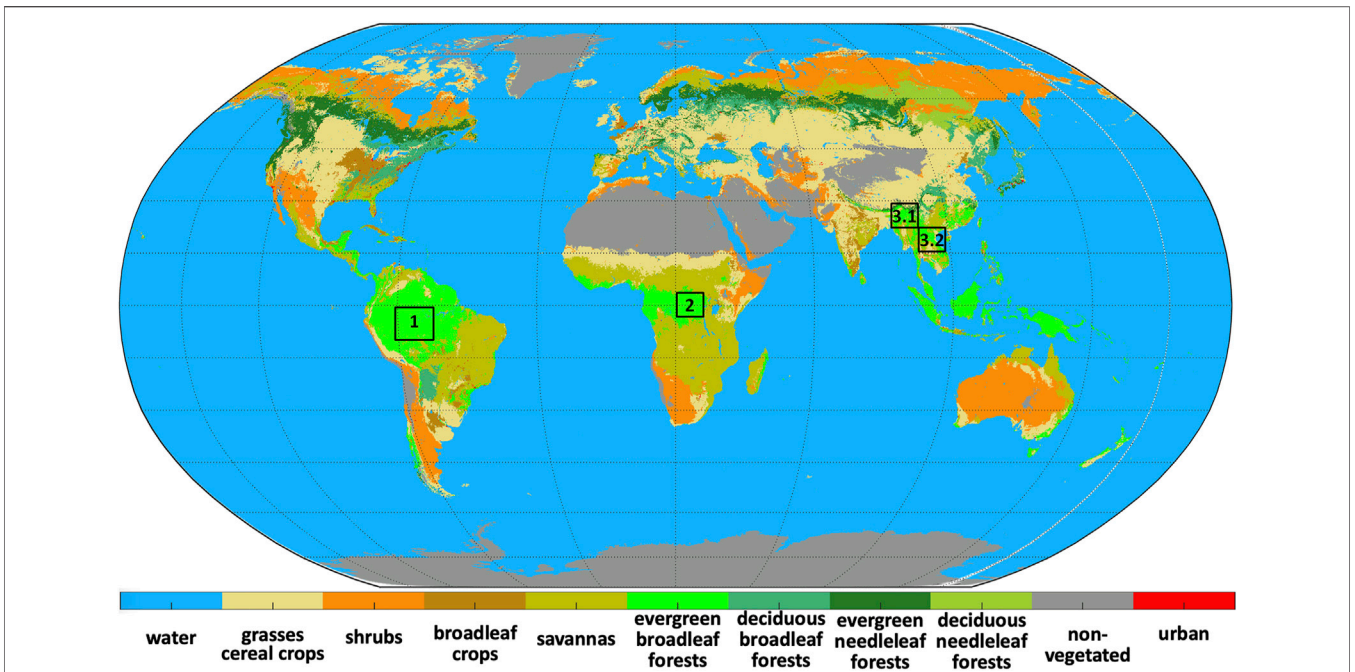 3.1
3.2
2
1
water
grasses
cereal crops
shrubs
broadleaf
crops
savannas
evergreen
broadleaf
forests
deciduous
broadleaf
forests
evergreen
needleleaf
forests
deciduous
needleleaf
forests
non-
vegetated
urban